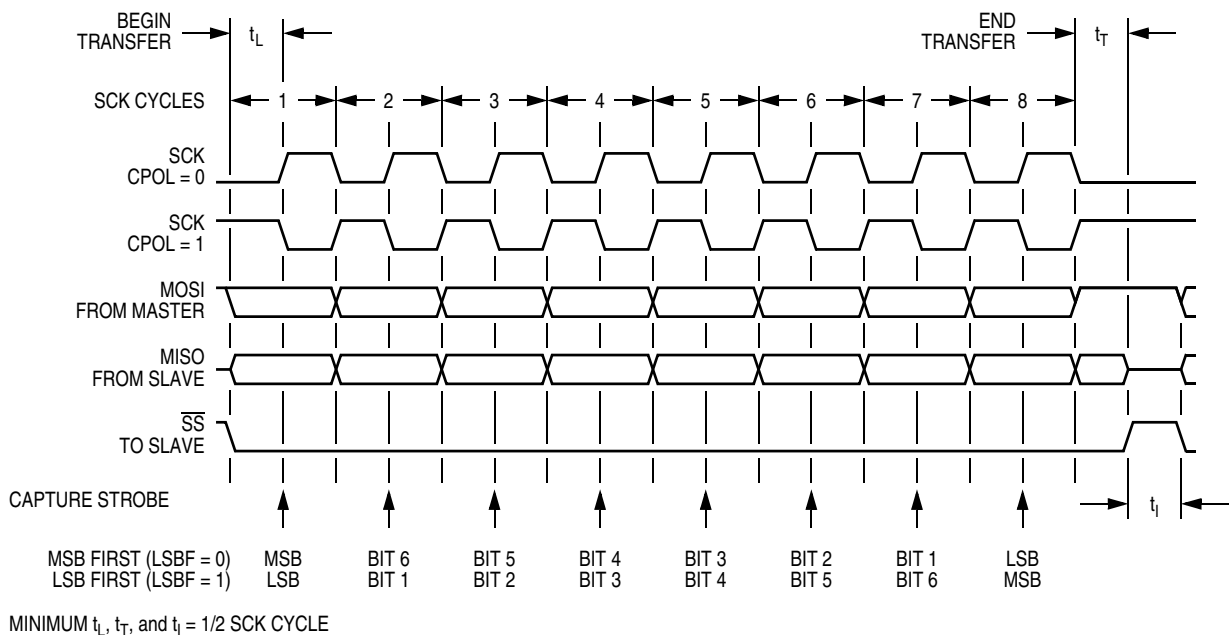 BEGIN TRANSFER
t_L
END TRANSFER
t_T
SCK CYCLES 1 2 3 4 5 6 7 8
SCK
CPOL = 0
SCK
CPOL = 1
MOSI
FROM MASTER
MISO
FROM SLAVE
SS
TO SLAVE
CAPTURE STROBE
t_I
MSB FIRST (LSBF = 0) MSB BIT 6 BIT 5 BIT 4 BIT 3 BIT 2 BIT 1 LSB
LSB FIRST (LSBF = 1) LSB BIT 1 BIT 2 BIT 3 BIT 4 BIT 5 BIT 6 MSB
MINIMUM t_L, t_T, and t_I = 1/2 SCK CYCLE